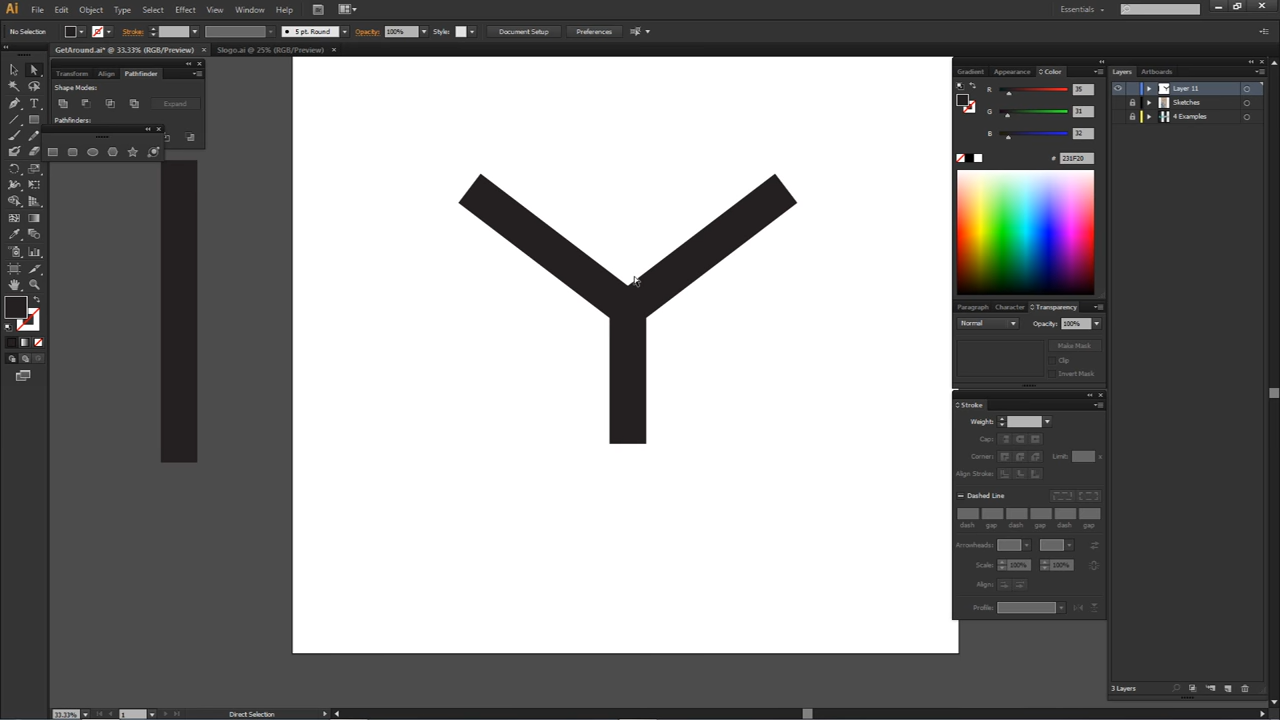 Ai File Edit Object Type Select Effect View Window Help Essentials
No Selection Stroke: 5 pt. Round Opacity: 100% Style: Document Setup Preferences
GetAround.ai* @ 33.33% (RGB/Preview) × Slogo.ai @ 25% (RGB/Preview) ×
Transform Align Pathfinder
Shape Modes:
Expand
Pathfinders:
Gradient Appearance Color
R 35
G 31
B 32
# 231F20
Paragraph Character Transparency
Normal Opacity: 100%
Make Mask
Clip
Invert Mask
Stroke
Weight:
Cap:
Corner: Limit: x
Align Stroke:
Dashed Line
dash gap dash gap dash gap
Arrowheads:
Scale: 100% 100%
Align:
Profile:
Layers Artboards
Layer 11
Sketches
4 Examples
3 Layers
33.33% 1 Direct Selection